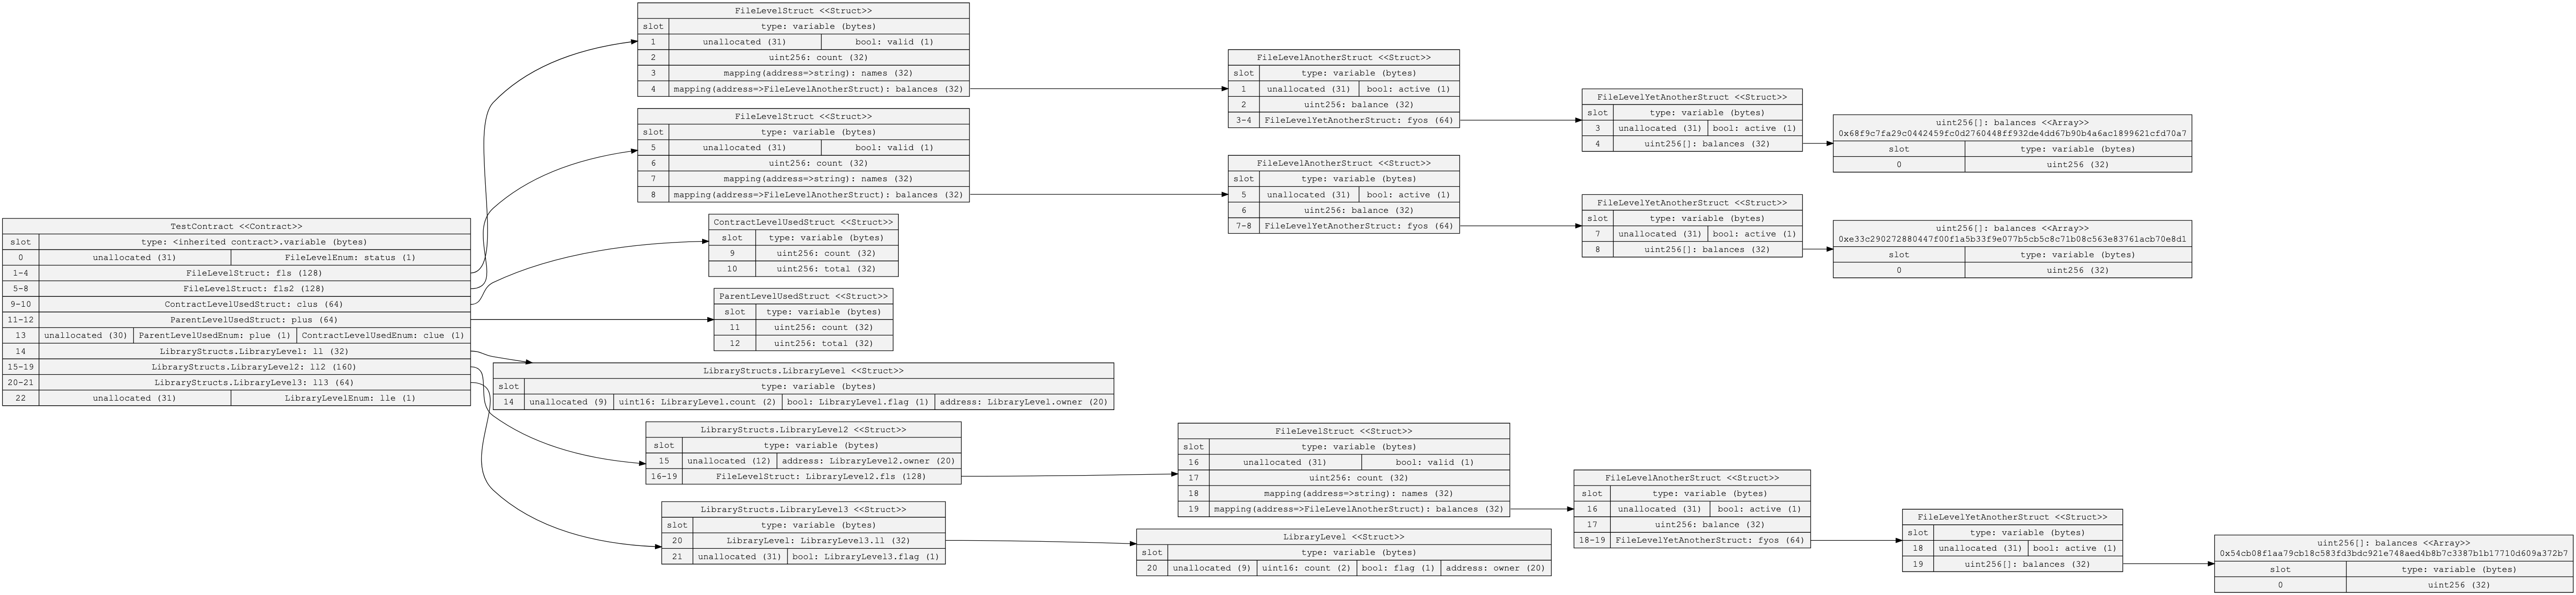 TestContract <<Contract>>
slot type: <inherited contract>.variable (bytes)
0 unallocated (31) FileLevelEnum: status (1)
1-4 FileLevelStruct: fls (128)
5-8 FileLevelStruct: fls2 (128)
9-10 ContractLevelUsedStruct: clus (64)
11-12 ParentLevelUsedStruct: plus (64)
13 unallocated (30) ParentLevelUsedEnum: plue (1) ContractLevelUsedEnum: clue (1)
14 LibraryStructs.LibraryLevel: ll (32)
15-19 LibraryStructs.LibraryLevel2: ll2 (160)
20-21 LibraryStructs.LibraryLevel3: ll3 (64)
22 unallocated (31) LibraryLevelEnum: lle (1)
FileLevelStruct <<Struct>>
slot type: variable (bytes)
1 unallocated (31) bool: valid (1)
2 uint256: count (32)
3 mapping(address=>string): names (32)
4 mapping(address=>FileLevelAnotherStruct): balances (32)
FileLevelAnotherStruct <<Struct>>
slot type: variable (bytes)
1 unallocated (31) bool: active (1)
2 uint256: balance (32)
3-4 FileLevelYetAnotherStruct: fyos (64)
FileLevelYetAnotherStruct <<Struct>>
slot type: variable (bytes)
3 unallocated (31) bool: active (1)
4 uint256[]: balances (32)
uint256[]: balances <<Array>>
0x68f9c7fa29c0442459fc0d2760448ff932de4dd67b90b4a6ac1899621cfd70a7
slot type: variable (bytes)
0 uint256 (32)
FileLevelStruct <<Struct>>
slot type: variable (bytes)
5 unallocated (31) bool: valid (1)
6 uint256: count (32)
7 mapping(address=>string): names (32)
8 mapping(address=>FileLevelAnotherStruct): balances (32)
FileLevelAnotherStruct <<Struct>>
slot type: variable (bytes)
5 unallocated (31) bool: active (1)
6 uint256: balance (32)
7-8 FileLevelYetAnotherStruct: fyos (64)
FileLevelYetAnotherStruct <<Struct>>
slot type: variable (bytes)
7 unallocated (31) bool: active (1)
8 uint256[]: balances (32)
uint256[]: balances <<Array>>
0xe33c290272880447f00f1a5b33f9e077b5cb5c8c71b08c563e83761acb70e8d1
slot type: variable (bytes)
0 uint256 (32)
ContractLevelUsedStruct <<Struct>>
slot type: variable (bytes)
9 uint256: count (32)
10 uint256: total (32)
ParentLevelUsedStruct <<Struct>>
slot type: variable (bytes)
11 uint256: count (32)
12 uint256: total (32)
LibraryStructs.LibraryLevel <<Struct>>
slot type: variable (bytes)
14 unallocated (9) uint16: LibraryLevel.count (2) bool: LibraryLevel.flag (1) address: LibraryLevel.owner (20)
LibraryStructs.LibraryLevel2 <<Struct>>
slot type: variable (bytes)
15 unallocated (12) address: LibraryLevel2.owner (20)
16-19 FileLevelStruct: LibraryLevel2.fls (128)
FileLevelStruct <<Struct>>
slot type: variable (bytes)
16 unallocated (31) bool: valid (1)
17 uint256: count (32)
18 mapping(address=>string): names (32)
19 mapping(address=>FileLevelAnotherStruct): balances (32)
FileLevelAnotherStruct <<Struct>>
slot type: variable (bytes)
16 unallocated (31) bool: active (1)
17 uint256: balance (32)
18-19 FileLevelYetAnotherStruct: fyos (64)
FileLevelYetAnotherStruct <<Struct>>
slot type: variable (bytes)
18 unallocated (31) bool: active (1)
19 uint256[]: balances (32)
uint256[]: balances <<Array>>
0x54cb08f1aa79cb18c583fd3bdc921e748aed4b8b7c3387b1b17710d609a372b7
slot type: variable (bytes)
0 uint256 (32)
LibraryStructs.LibraryLevel3 <<Struct>>
slot type: variable (bytes)
20 LibraryLevel: LibraryLevel3.ll (32)
21 unallocated (31) bool: LibraryLevel3.flag (1)
LibraryLevel <<Struct>>
slot type: variable (bytes)
20 unallocated (9) uint16: count (2) bool: flag (1) address: owner (20)